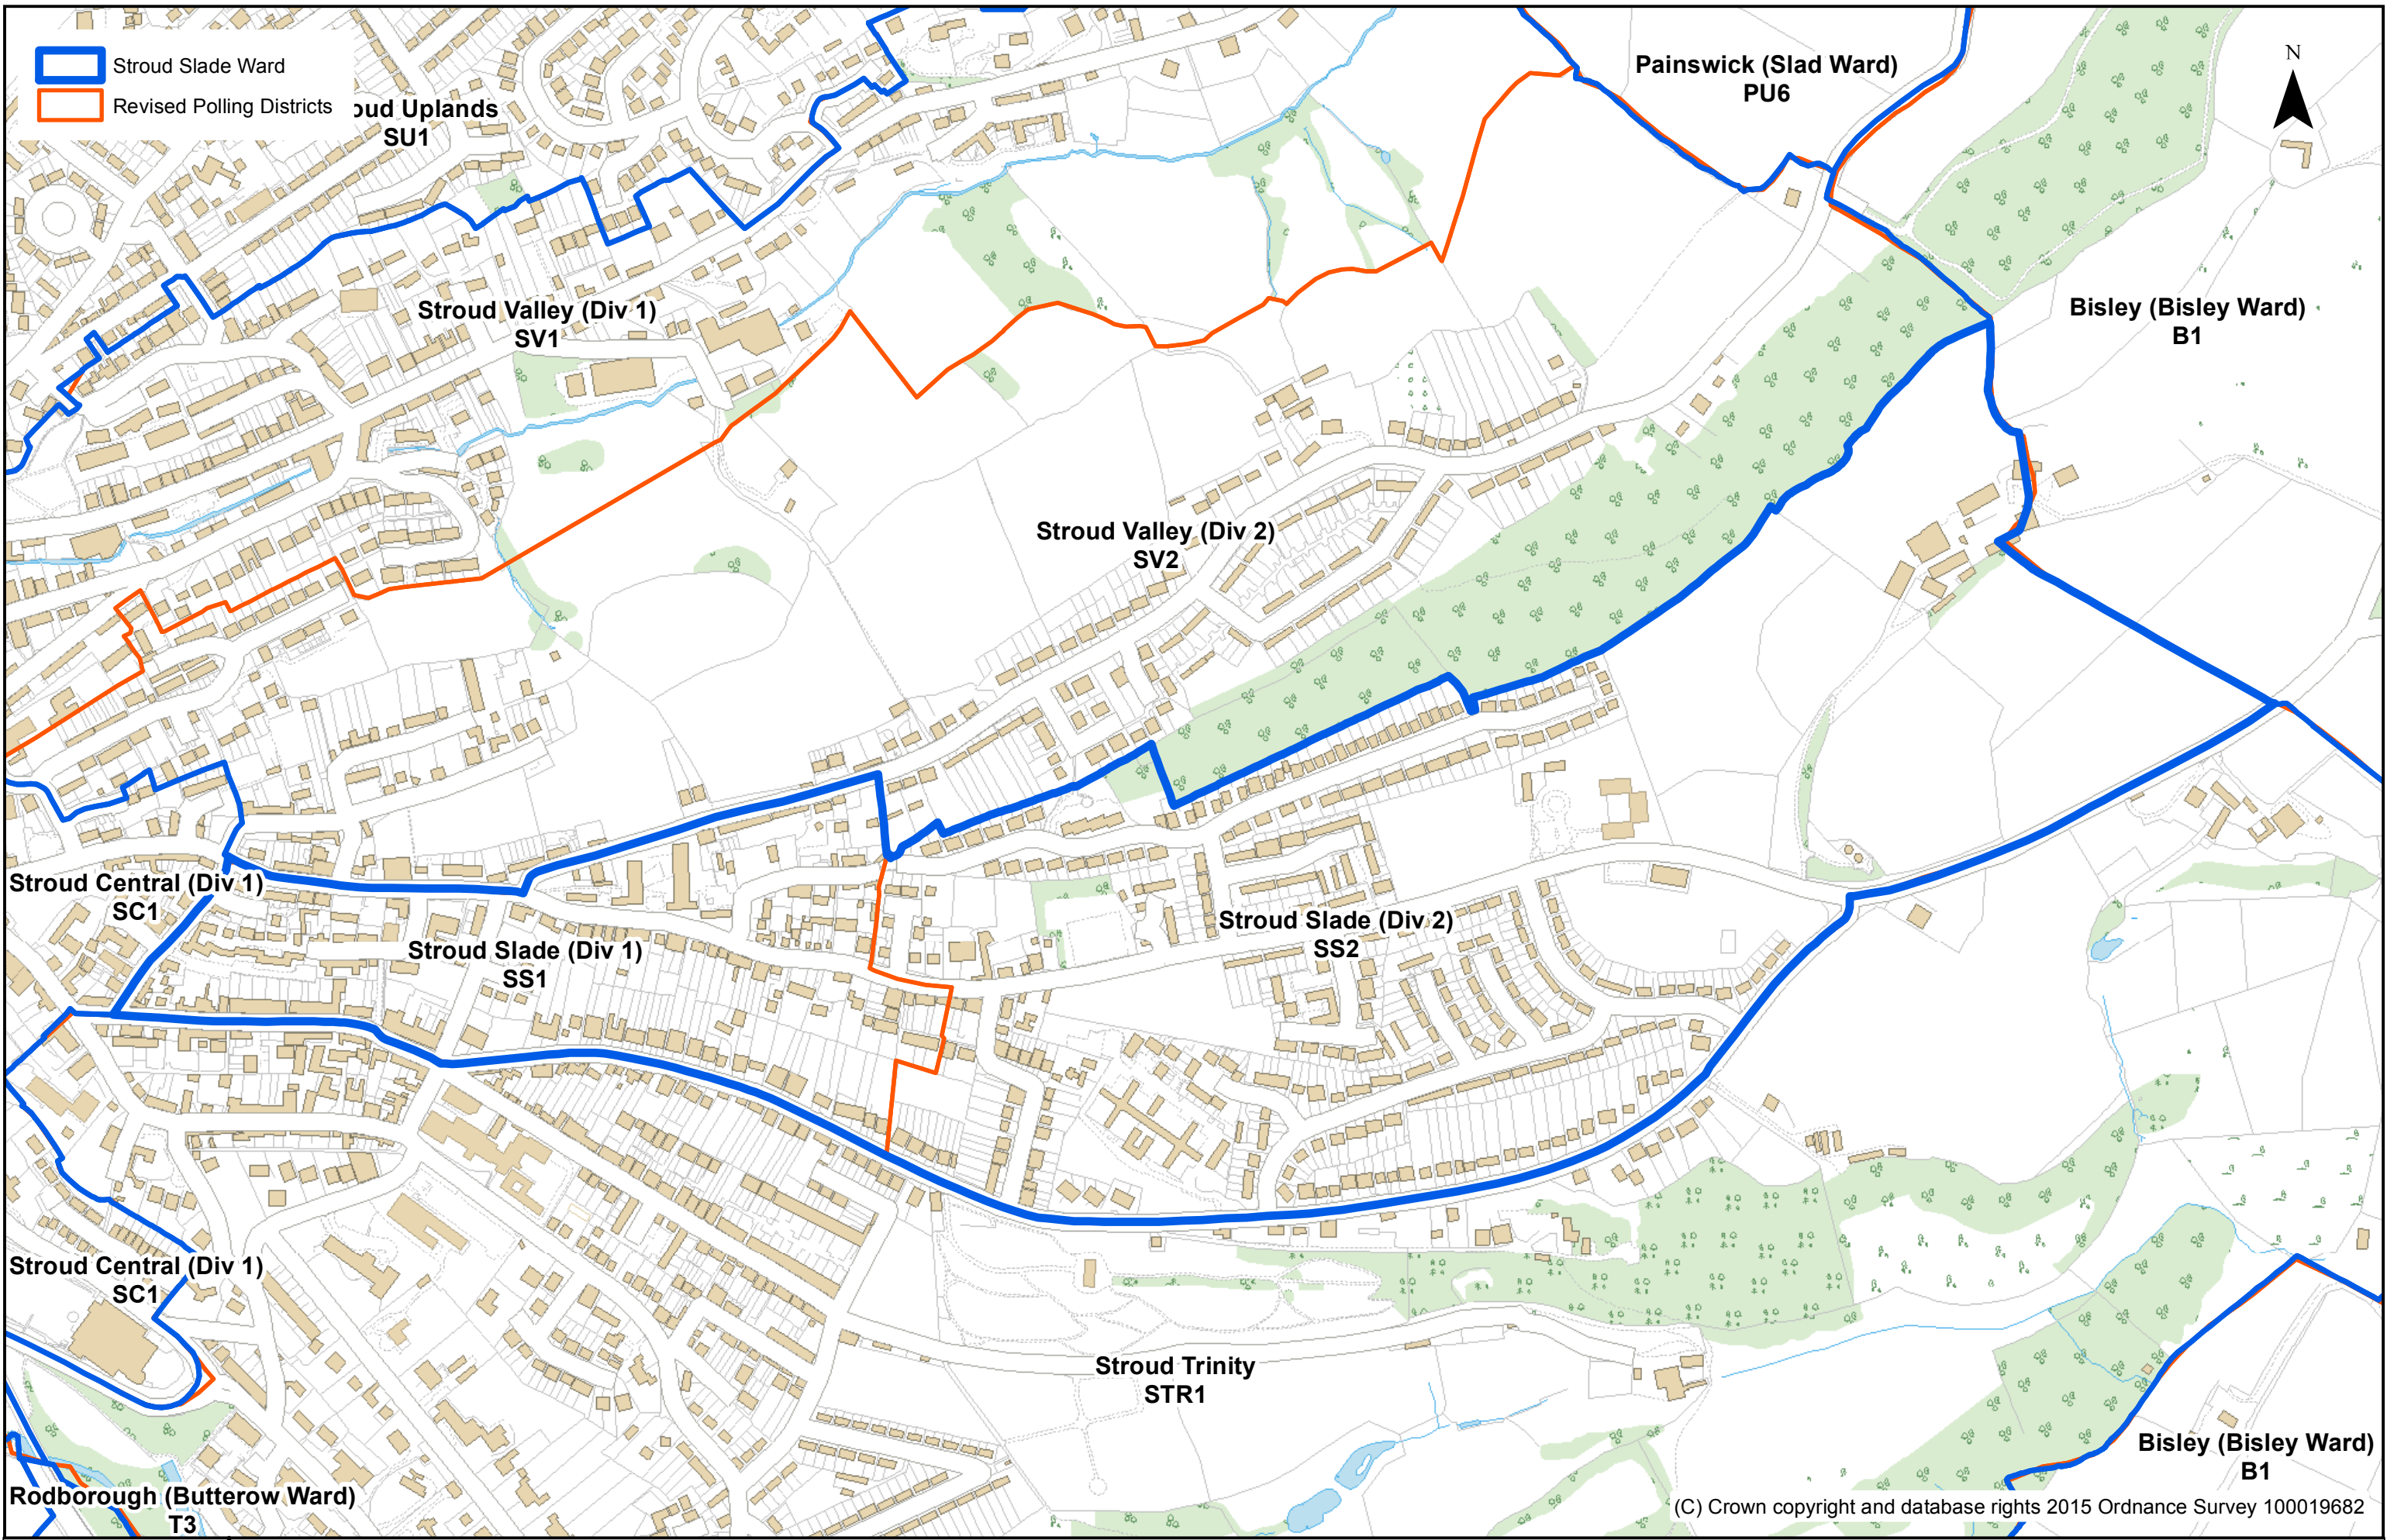 Stroud Slade Ward
Revised Polling Districts
oud Uplands
SU1
Painswick (Slad Ward)
PU6
N
Stroud Valley (Div 1)
SV1
Bisley (Bisley Ward)
B1
Stroud Valley (Div 2)
SV2
Stroud Central (Div 1)
SC1
Stroud Slade (Div 1)
SS1
Stroud Slade (Div 2)
SS2
Stroud Central (Div 1)
SC1
Stroud Trinity
STR1
Bisley (Bisley Ward)
B1
Rodborough (Butterow Ward)
T3
(C) Crown copyright and database rights 2015 Ordnance Survey 100019682